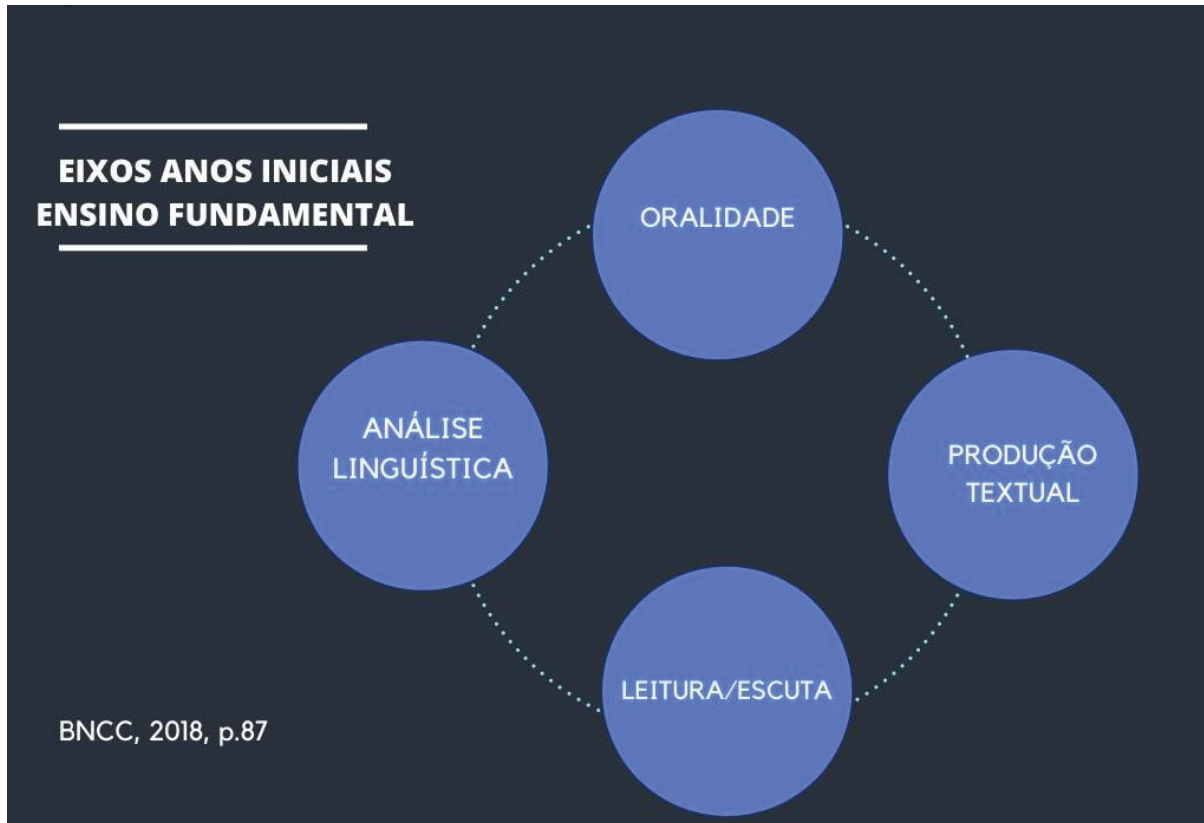 EIXOS ANOS INICIAIS
ENSINO FUNDAMENTAL
ORALIDADE
ANÁLISE
LINGUÍSTICA
PRODUÇÃO
TEXTUAL
LEITURA/ESCUTA
BNCC, 2018, p.87